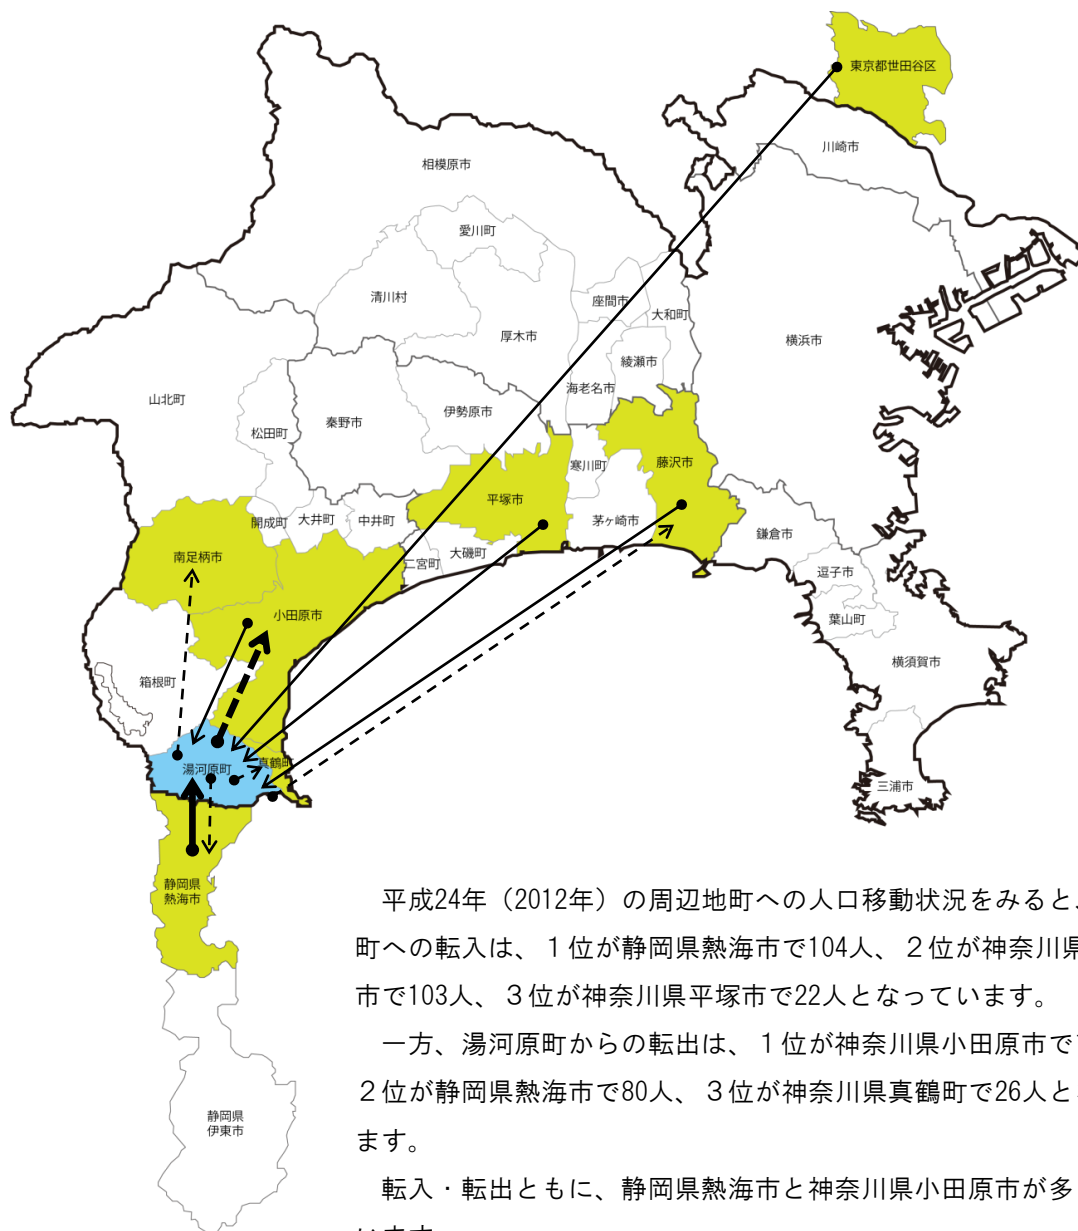 東京都世田谷区
川崎市
相模原市
愛川町
清川村
座間市
大和町
厚木市
横浜市
綾瀬市
海老名市
山北町
伊勢原市
秦野市
松田町
藤沢市
寒川町
平塚市
開成町
大井町
中井町
茅ヶ崎市
鎌倉市
大磯町
二宮町
南足柄市
逗子市
小田原市
葉山町
横須賀市
箱根町
真鶴町
湯河原町
三浦市
静岡県
熱海市
平成24年（2012年）の周辺地町への人口移動状況をみると、
町への転入は、１位が静岡県熱海市で104人、２位が神奈川県
市で103人、３位が神奈川県平塚市で22人となっています。
一方、湯河原町からの転出は、１位が神奈川県小田原市で
２位が静岡県熱海市で80人、３位が神奈川県真鶴町で26人と
ます。
転入・転出ともに、静岡県熱海市と神奈川県小田原市が多
静岡県
伊東市